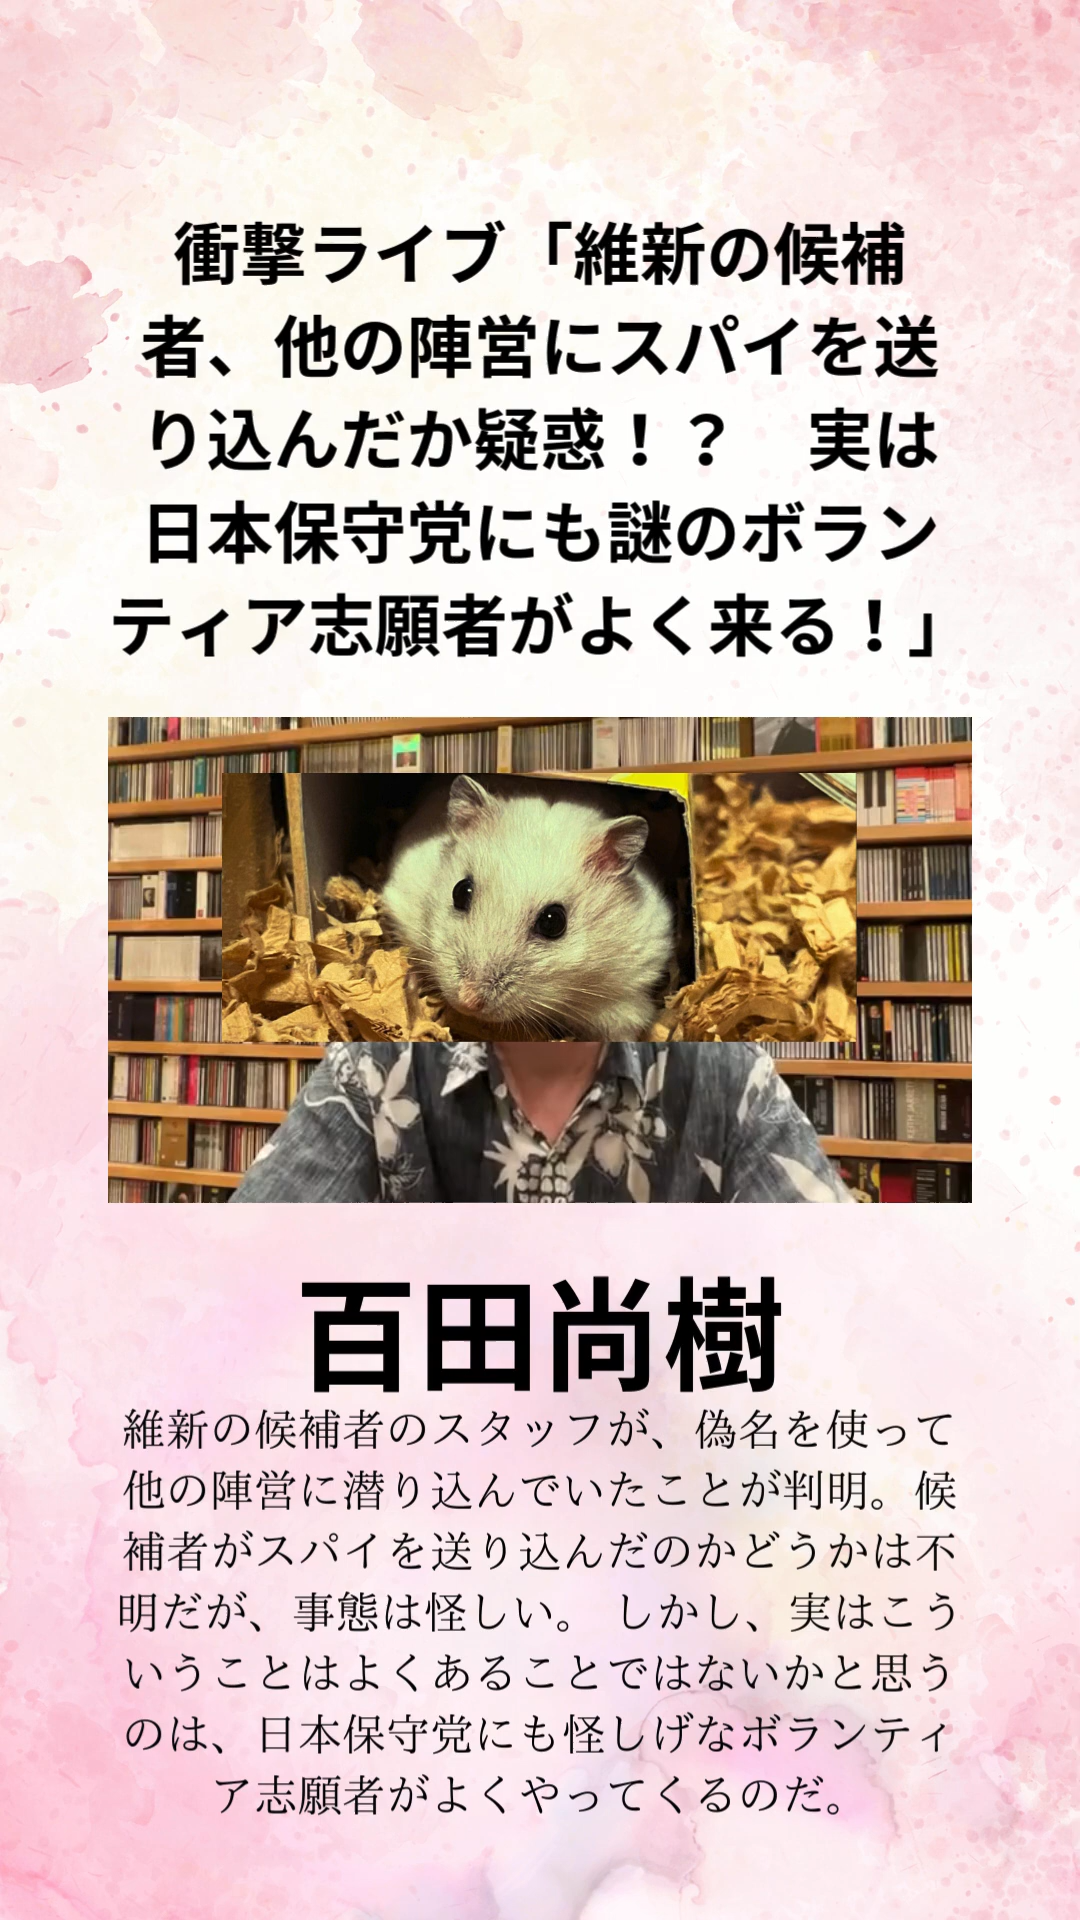 衝撃ライブ「維新の候補
者、他の陣営にスパイを送
り込んだか疑惑！？　実は
日本保守党にも謎のボラン
ティア志願者がよく来る！」
百田尚樹
維新の候補者のスタッフが、偽名を使って
他の陣営に潜り込んでいたことが判明。候
補者がスパイを送り込んだのかどうかは不
明だが、事態は怪しい。 しかし、実はこう
いうことはよくあることではないかと思う
のは、日本保守党にも怪しげなボランティ
ア志願者がよくやってくるのだ。